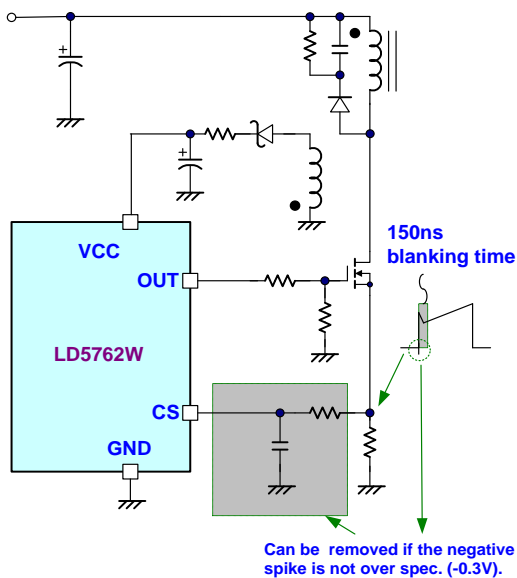 +
+
150ns
blanking time
VCC
OUT
LD5762W
CS
GND
Can be removed if the negative
spike is not over spec. (-0.3V).